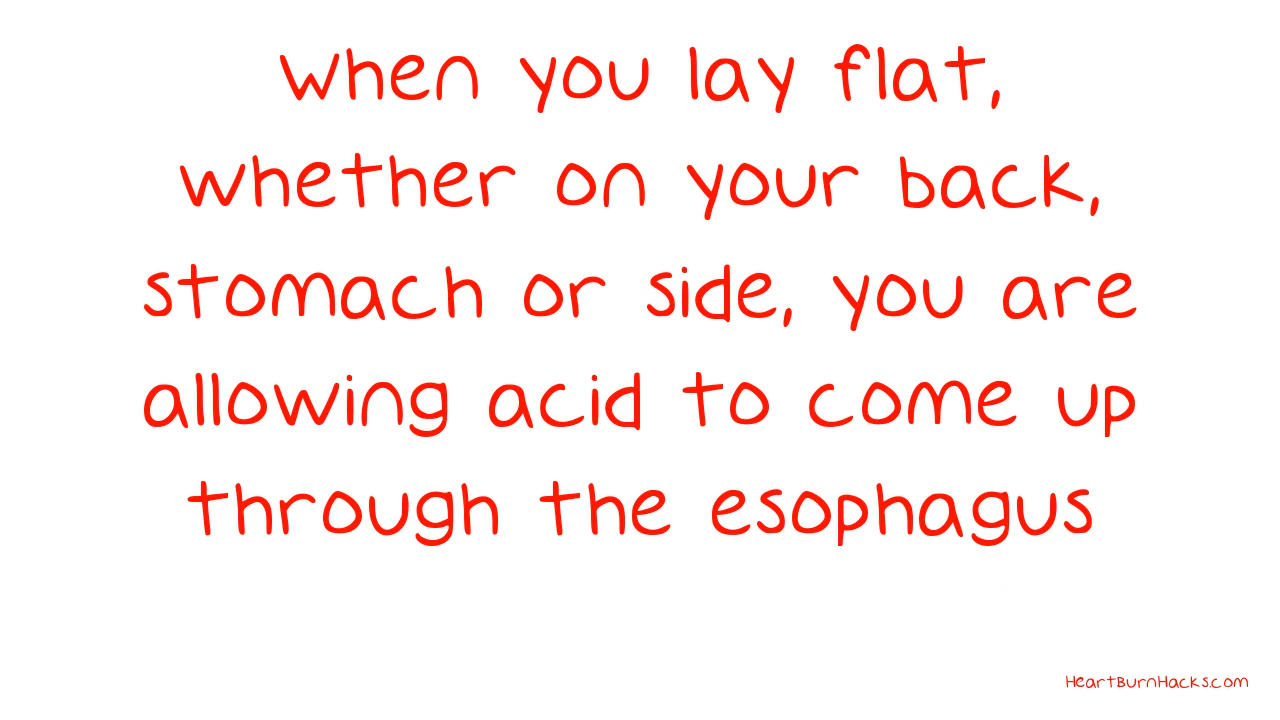 when you lay flat,
whether on your back,
stomach or side, you are
allowing acid to come up
through the esophagus
HeartBurnHacks.com